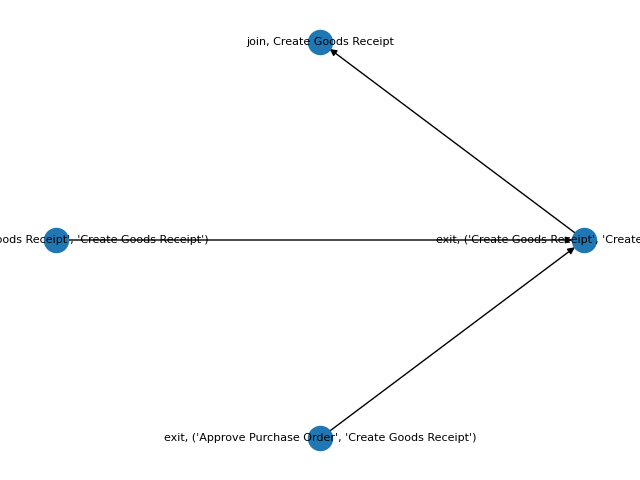 join, Create Goods Receipt
oods Receipt', 'Create Goods Receipt')
exit, ('Create Goods Receipt', 'Create
exit, ('Approve Purchase Order', 'Create Goods Receipt')